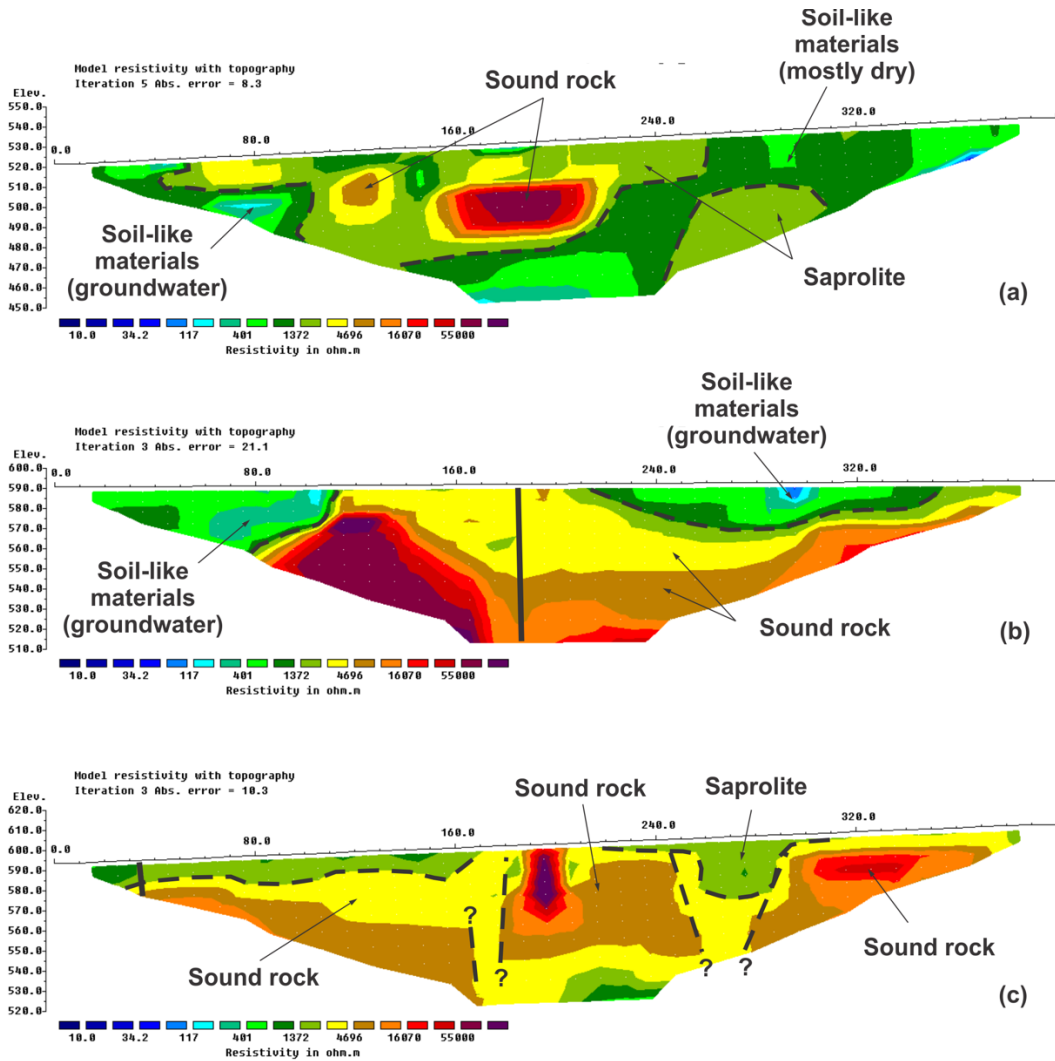 Soil-like
materials
(mostly dry)
Model resistivity with topography
Iteration 5 Abs. error = 8.3
Sound rock
Elev.
550.0
540.0
530.0
520.0
510.0
500.0
490.0
480.0
470.0
460.0
450.0
0.0
80.0
160.0
240.0
320.0
Soil-like
materials
(groundwater)
Saprolite
(a)
10.0 34.2 117 401 1372 4696 16070 55000
Resistivity in ohm.m
Soil-like
materials
(groundwater)
Model resistivity with topography
Iteration 3 Abs. error = 21.1
Elev.
600.0
590.0
580.0
570.0
560.0
550.0
540.0
530.0
520.0
510.0
0.0 80.0 160.0 240.0 320.0
Soil-like
materials
(groundwater)
Sound rock
(b)
10.0 34.2 117 401 1372 4696 16070 55000
Resistivity in ohm.m
Model resistivity with topography
Iteration 3 Abs. error = 10.3
Sound rock
Saprolite
Elev.
620.0
610.0
600.0
590.0
580.0
570.0
560.0
550.0
540.0
530.0
520.0
0.0
80.0
160.0
240.0
320.0
?
?
? ?
Sound rock
Sound rock
(c)
10.0 34.2 117 401 1372 4696 16070 55000
Resistivity in ohm.m